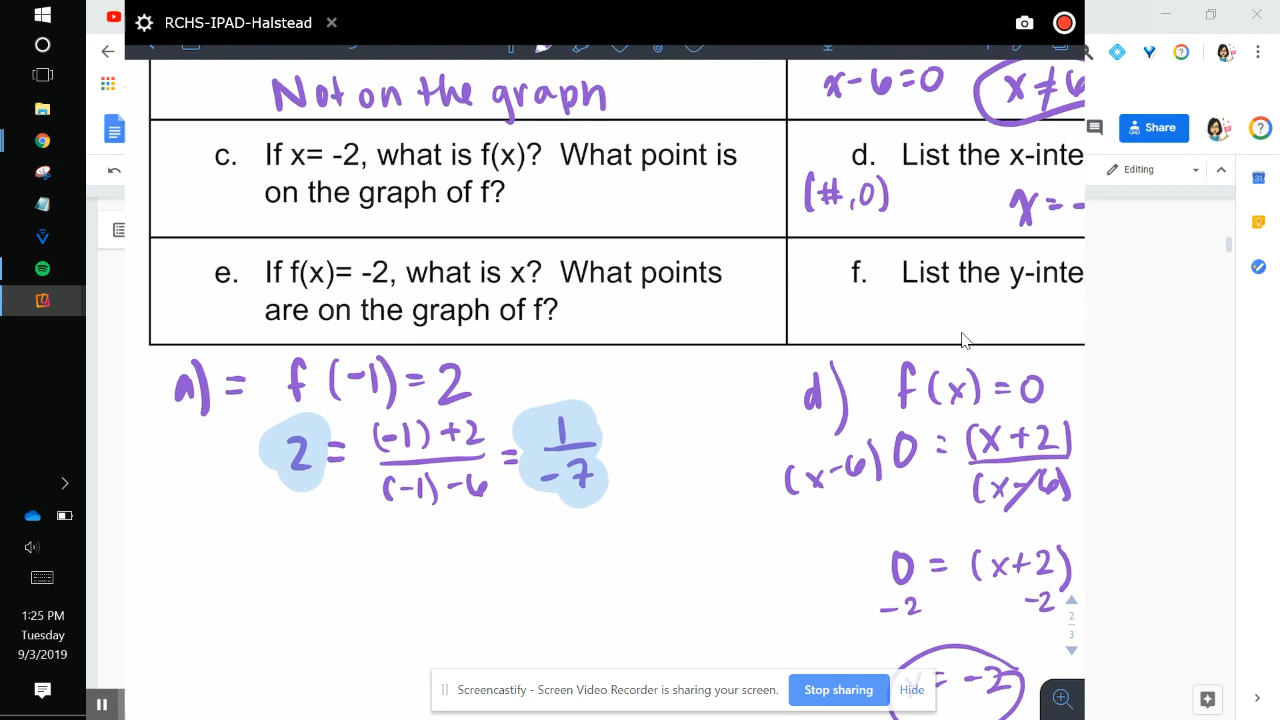 RCHS-IPAD-Halstead
Share
Editing
Not on the graph
x-6=0
x≠6
c. If x= -2, what is f(x)? What point is
on the graph of f?
d. List the x-inte
(#,0)
x = -
e. If f(x)= -2, what is x? What points
are on the graph of f?
f. List the y-inte
a) = f(-1)=2
2 = (-1)+2 / (-1)-6 = 1 / -7
d) f(x)=0
(x-6) 0 = (x+2) / (x-6)
0 = (x+2)
-2 -2
= -2
2
3
1:25 PM
Tuesday
9/3/2019
Screencastify - Screen Video Recorder is sharing your screen.
Stop sharing
Hide